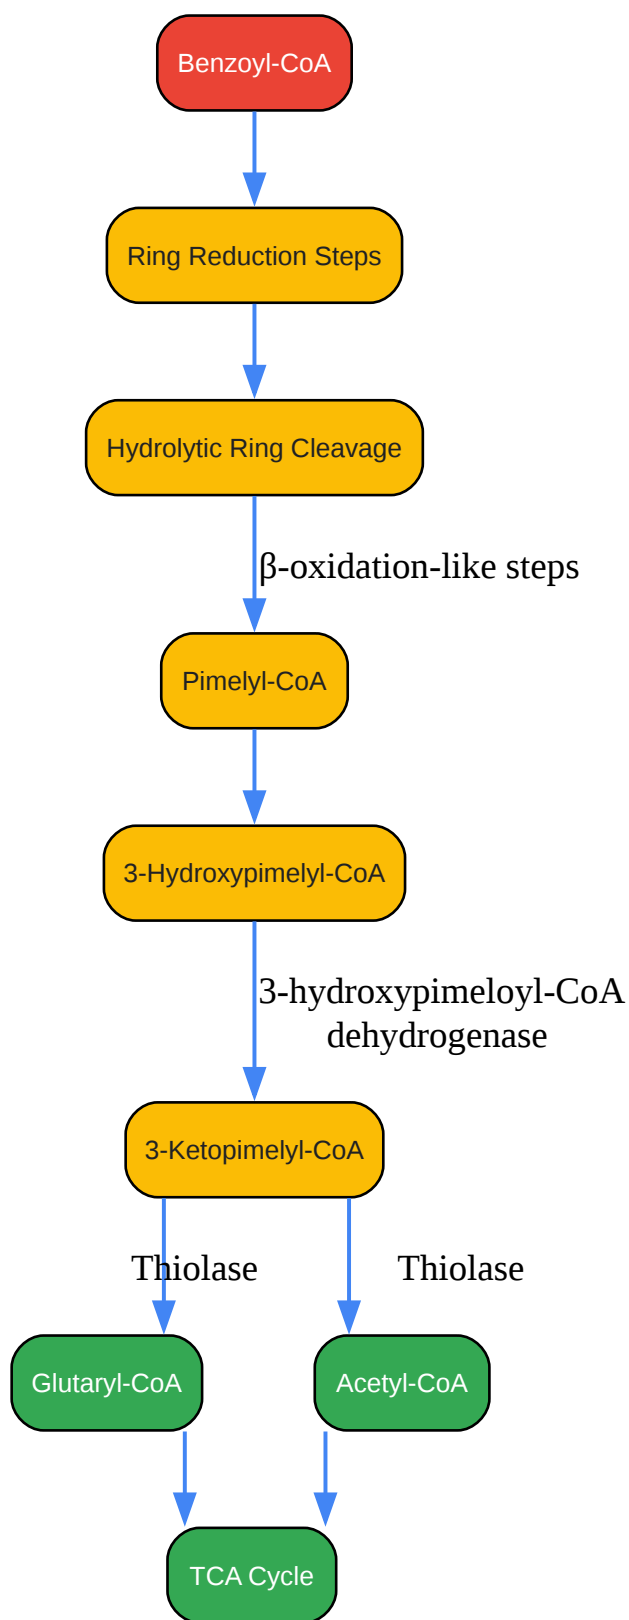 Benzoyl-CoA
Ring Reduction Steps
Hydrolytic Ring Cleavage
β-oxidation-like steps
Pimelyl-CoA
3-Hydroxypimelyl-CoA
3-hydroxypimeloyl-CoA
dehydrogenase
3-Ketopimelyl-CoA
Thiolase
Thiolase
Glutaryl-CoA
Acetyl-CoA
TCA Cycle